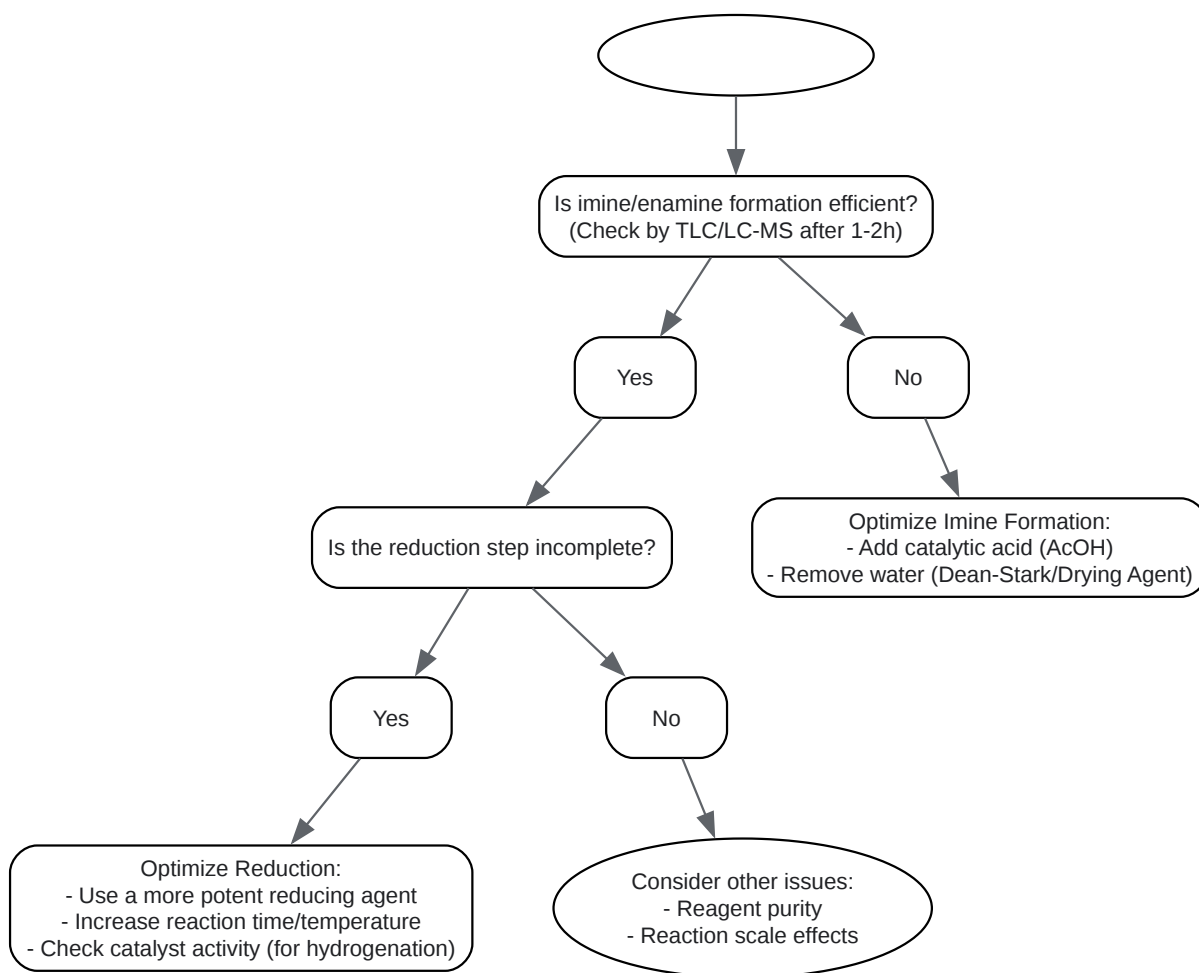 Is imine/enamine formation efficient?
(Check by TLC/LC-MS after 1-2h)
Yes
No
Is the reduction step incomplete?
Optimize Imine Formation:
- Add catalytic acid (AcOH)
- Remove water (Dean-Stark/Drying Agent)
Yes
No
Optimize Reduction:
- Use a more potent reducing agent
- Increase reaction time/temperature
- Check catalyst activity (for hydrogenation)
Consider other issues:
- Reagent purity
- Reaction scale effects